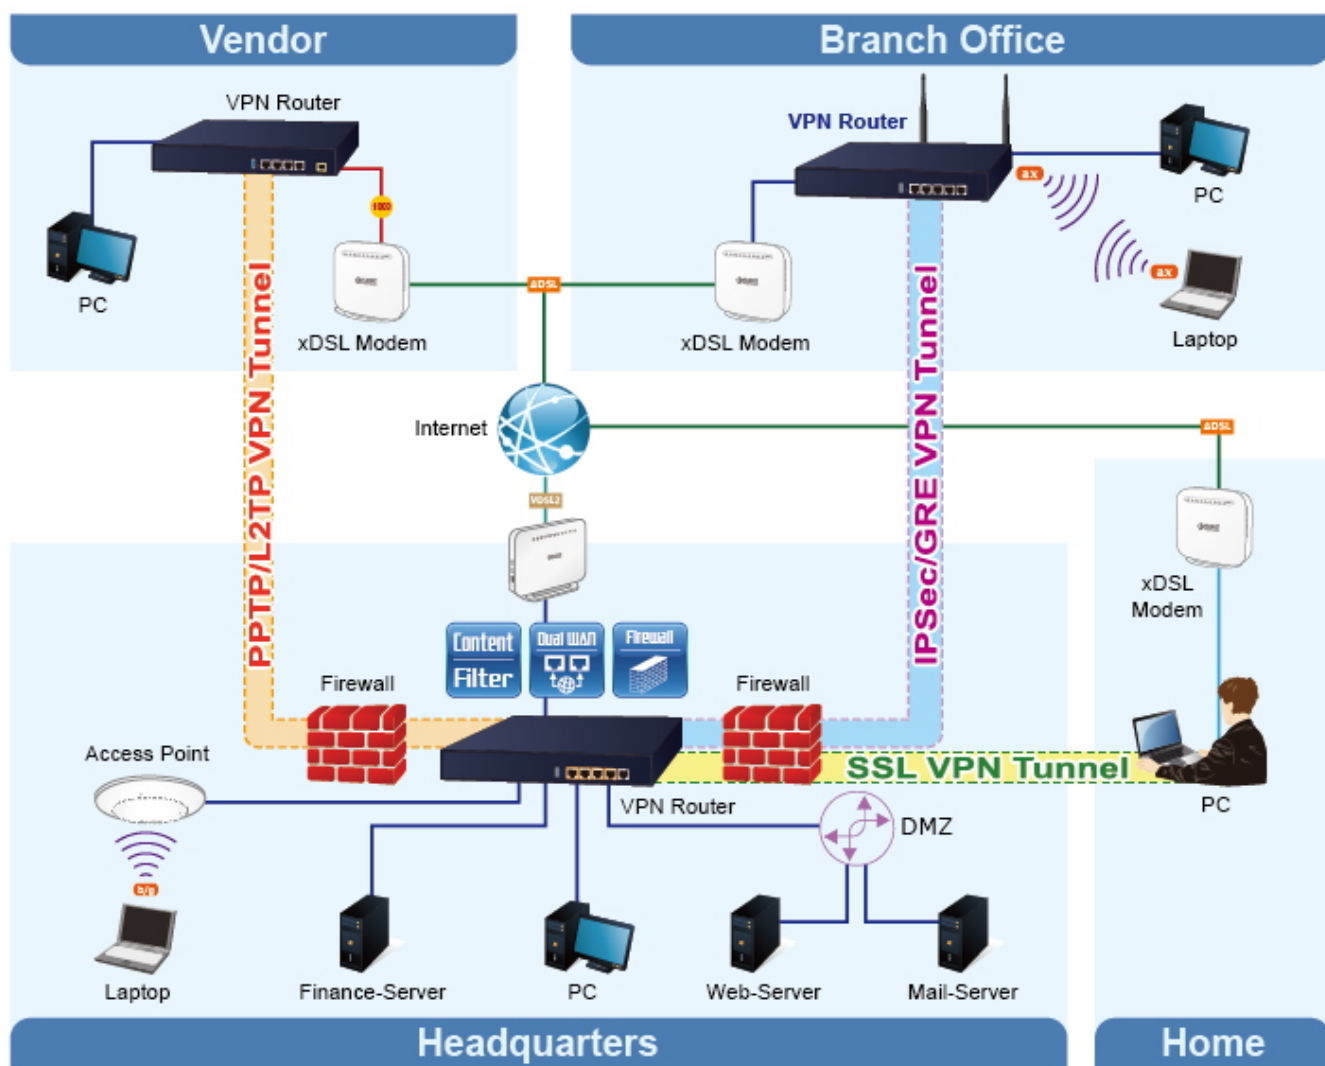 Vendor
Branch Office
VPN Router
VPN Router
1000
ax
PC
PC
ax
ADSL
xDSL Modem
xDSL Modem
Laptop
PPTP/L2TP VPN Tunnel
IPSec/GRE VPN Tunnel
Internet
ADSL
VDSL2
xDSL
Modem
Content
Filter
Dual WAN
Firewall
Firewall
Firewall
Access Point
SSL VPN Tunnel
VPN Router
PC
DMZ
b/g
Laptop
Finance-Server
PC
Web-Server
Mail-Server
Headquarters
Home